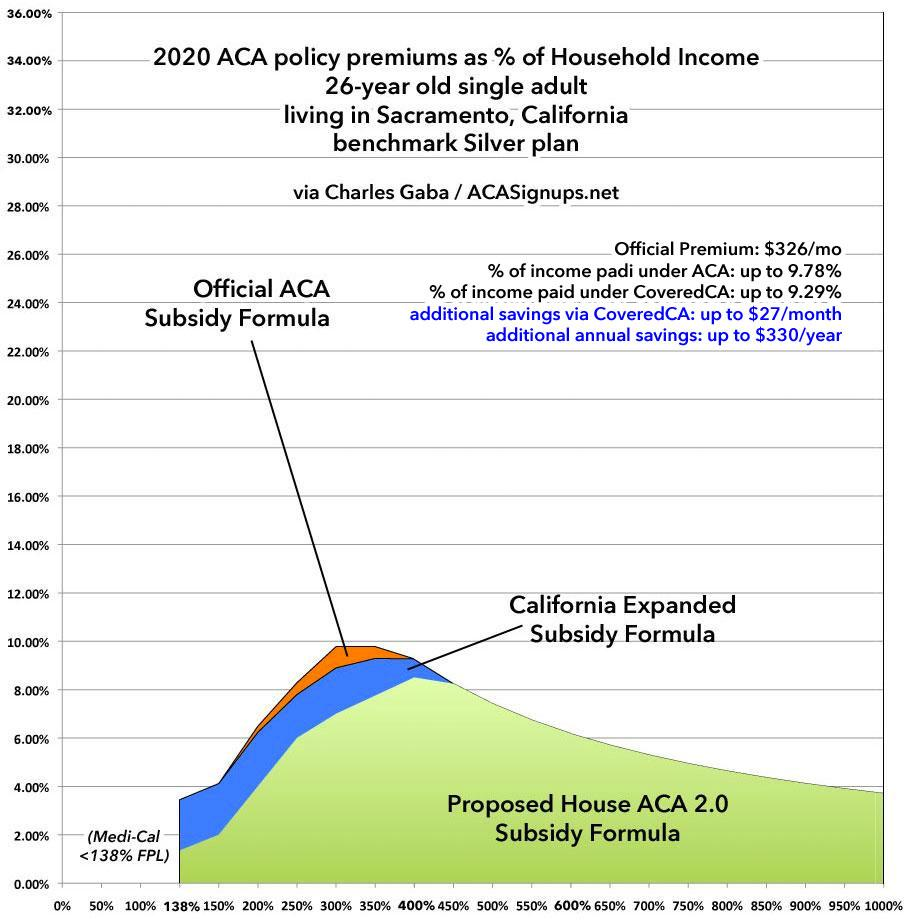 36.00%
34.00%
32.00%
30.00%
28.00%
26.00%
24.00%
22.00%
20.00%
18.00%
16.00%
14.00%
12.00%
10.00%
8.00%
6.00%
4.00%
2.00%
0.00%
2020 ACA policy premiums as % of Household Income
26-year old single adult
living in Sacramento, California
benchmark Silver plan
via Charles Gaba / ACASignups.net
Official Premium: $326/mo
% of income padi under ACA: up to 9.78%
% of income paid under CoveredCA: up to 9.29%
additional savings via CoveredCA: up to $27/month
additional annual savings: up to $330/year
Official ACA
Subsidy Formula
California Expanded
Subsidy Formula
Proposed House ACA 2.0
Subsidy Formula
(Medi-Cal
<138% FPL)
0% 50% 100% 138% 150% 200% 250% 300% 350% 400% 450% 500% 550% 600% 650% 700% 750% 800% 850% 900% 950% 1000%